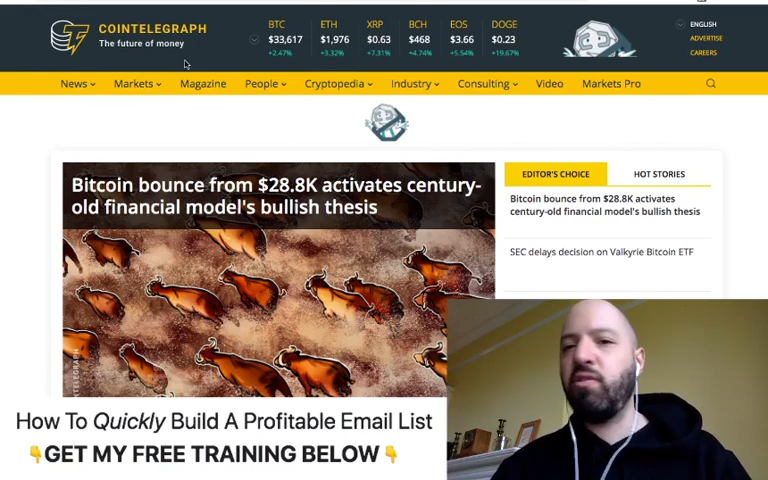 COINTELEGRAPH
The future of money
BTC ETH XRP BCH EOS DOGE
$33,617 $1,976 $0.63 $468 $3.66 $0.23
+2.47% +3.32% +7.31% +4.74% +5.54% +19.67%
ENGLISH
ADVERTISE
CAREERS
News Markets Magazine People Cryptopedia Industry Consulting Video Markets Pro
Bitcoin bounce from $28.8K activates century-
old financial model's bullish thesis
EDITOR'S CHOICE HOT STORIES
Bitcoin bounce from $28.8K activates
century-old financial model's bullish thesis
SEC delays decision on Valkyrie Bitcoin ETF
COINTELEGRAPH
How To Quickly Build A Profitable Email List
👇GET MY FREE TRAINING BELOW👇